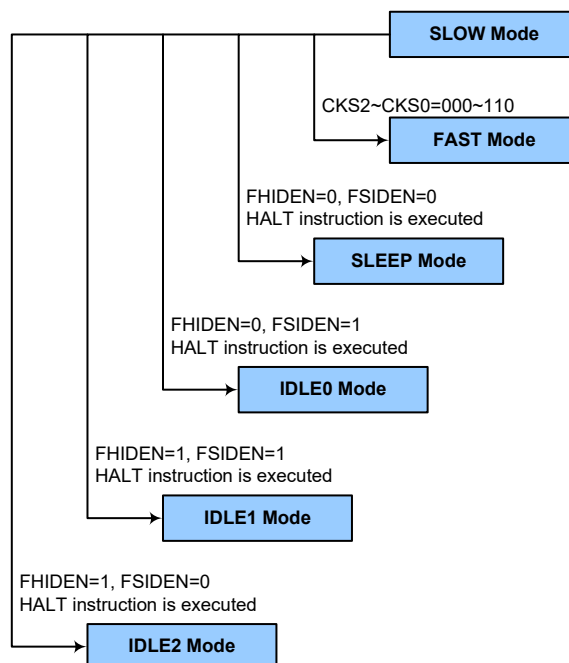 SLOW Mode
CKS2~CKS0=000~110
FAST Mode
FHIDEN=0, FSIDEN=0
HALT instruction is executed
SLEEP Mode
FHIDEN=0, FSIDEN=1
HALT instruction is executed
IDLE0 Mode
FHIDEN=1, FSIDEN=1
HALT instruction is executed
IDLE1 Mode
FHIDEN=1, FSIDEN=0
HALT instruction is executed
IDLE2 Mode